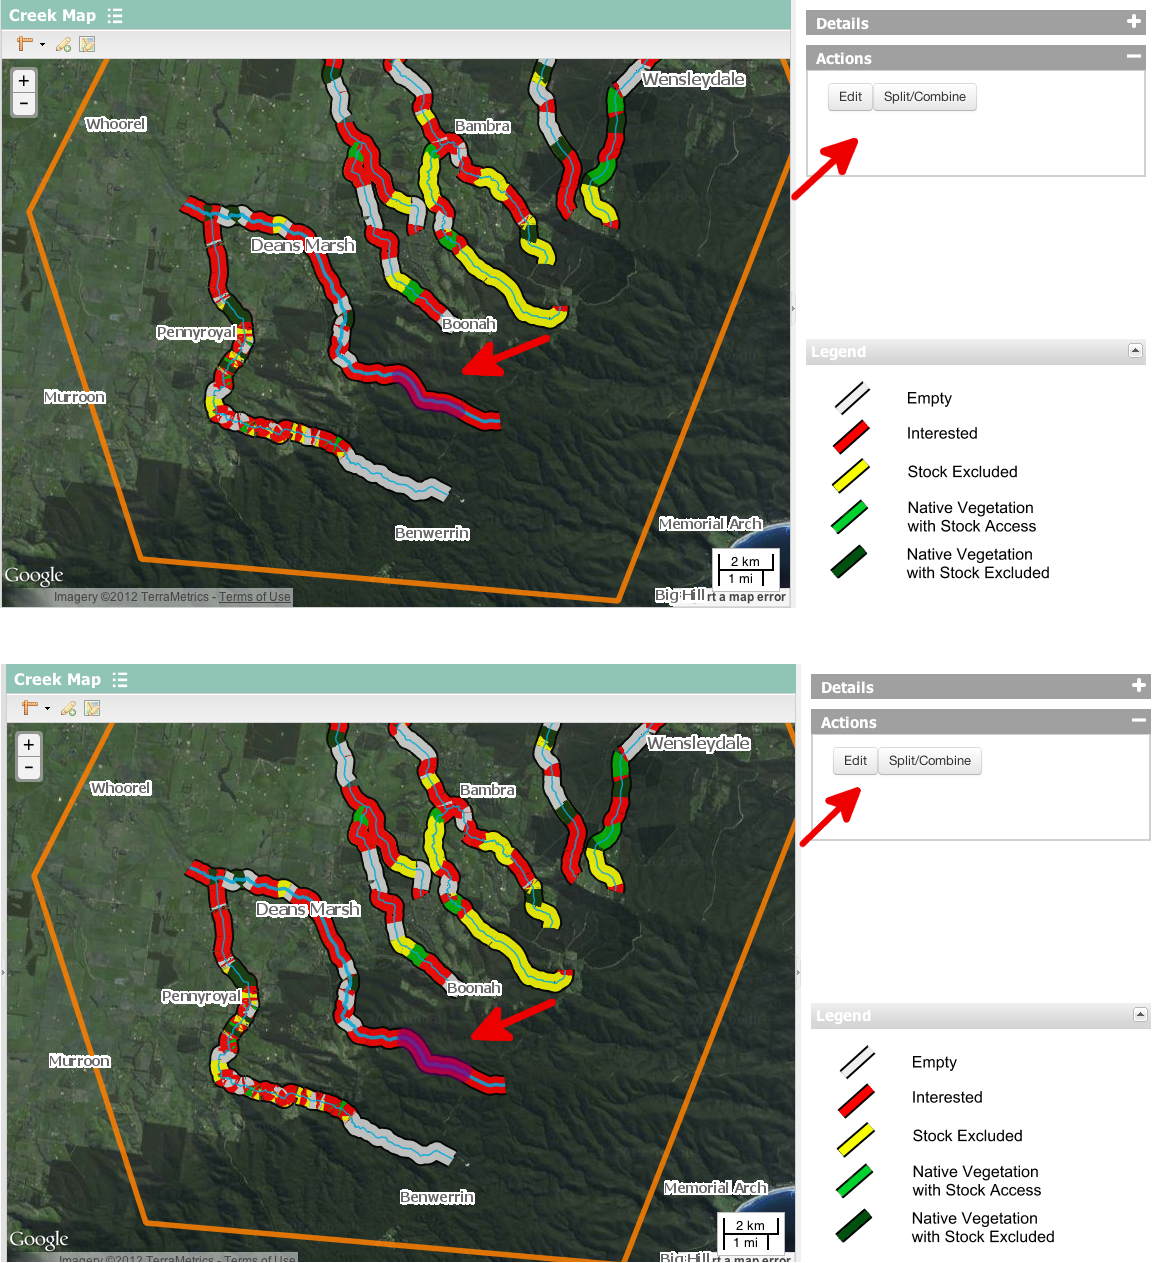 Creek Map
+
−
Whoorel
Wensleydale
Bambra
Deans Marsh
Pennyroyal
Boonah
Murroon
Benwerrin
Memorial Arch
Google
2 km
1 mi
Imagery ©2012 TerraMetrics - Terms of Use
Big Hill
rt a map error
Details
Actions
Edit
Split/Combine
Legend
Empty
Interested
Stock Excluded
Native Vegetation
with Stock Access
Native Vegetation
with Stock Excluded
Creek Map
+
−
Whoorel
Wensleydale
Bambra
Deans Marsh
Pennyroyal
Boonah
Murroon
Benwerrin
Memorial Arch
Google
2 km
1 mi
Imagery ©2012 TerraMetrics - Terms of Use
Big Hill
rt a map error
Details
Actions
Edit
Split/Combine
Legend
Empty
Interested
Stock Excluded
Native Vegetation
with Stock Access
Native Vegetation
with Stock Excluded